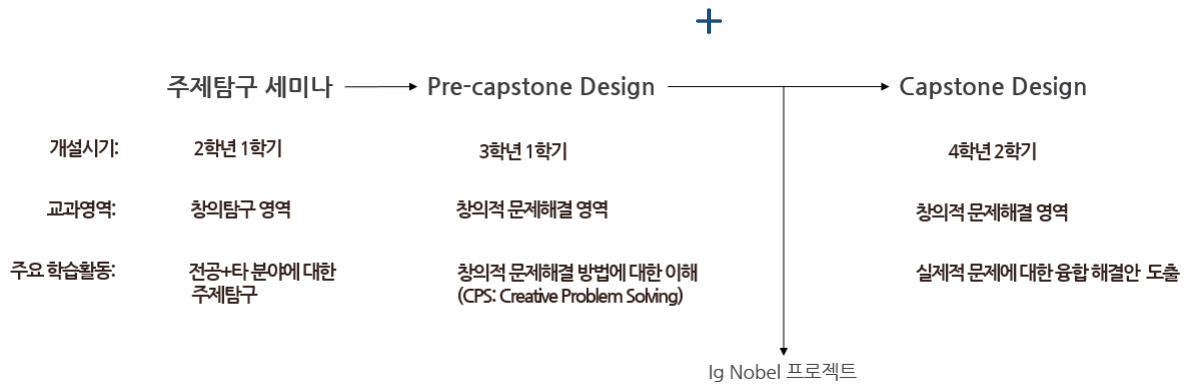 +
주제탐구 세미나 Pre-capstone Design Capstone Design
개설시기: 2학년 1학기 3학년 1학기 4학년 2학기
교과영역: 창의탐구 영역 창의적 문제해결 영역 창의적 문제해결 영역
주요 학습활동: 전공+타 분야에 대한 창의적 문제해결 방법에 대한 이해 실제적 문제에 대한 융합 해결안 도출
주제탐구 (CPS: Creative Problem Solving)
Ig Nobel 프로젝트